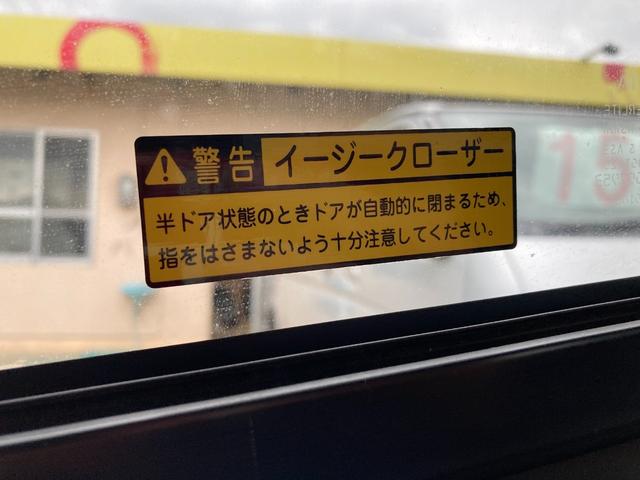 警告 イージークローザー
半ドア状態のときドアが自動的に閉まるため、
指をはさまないよう十分注意してください。
15